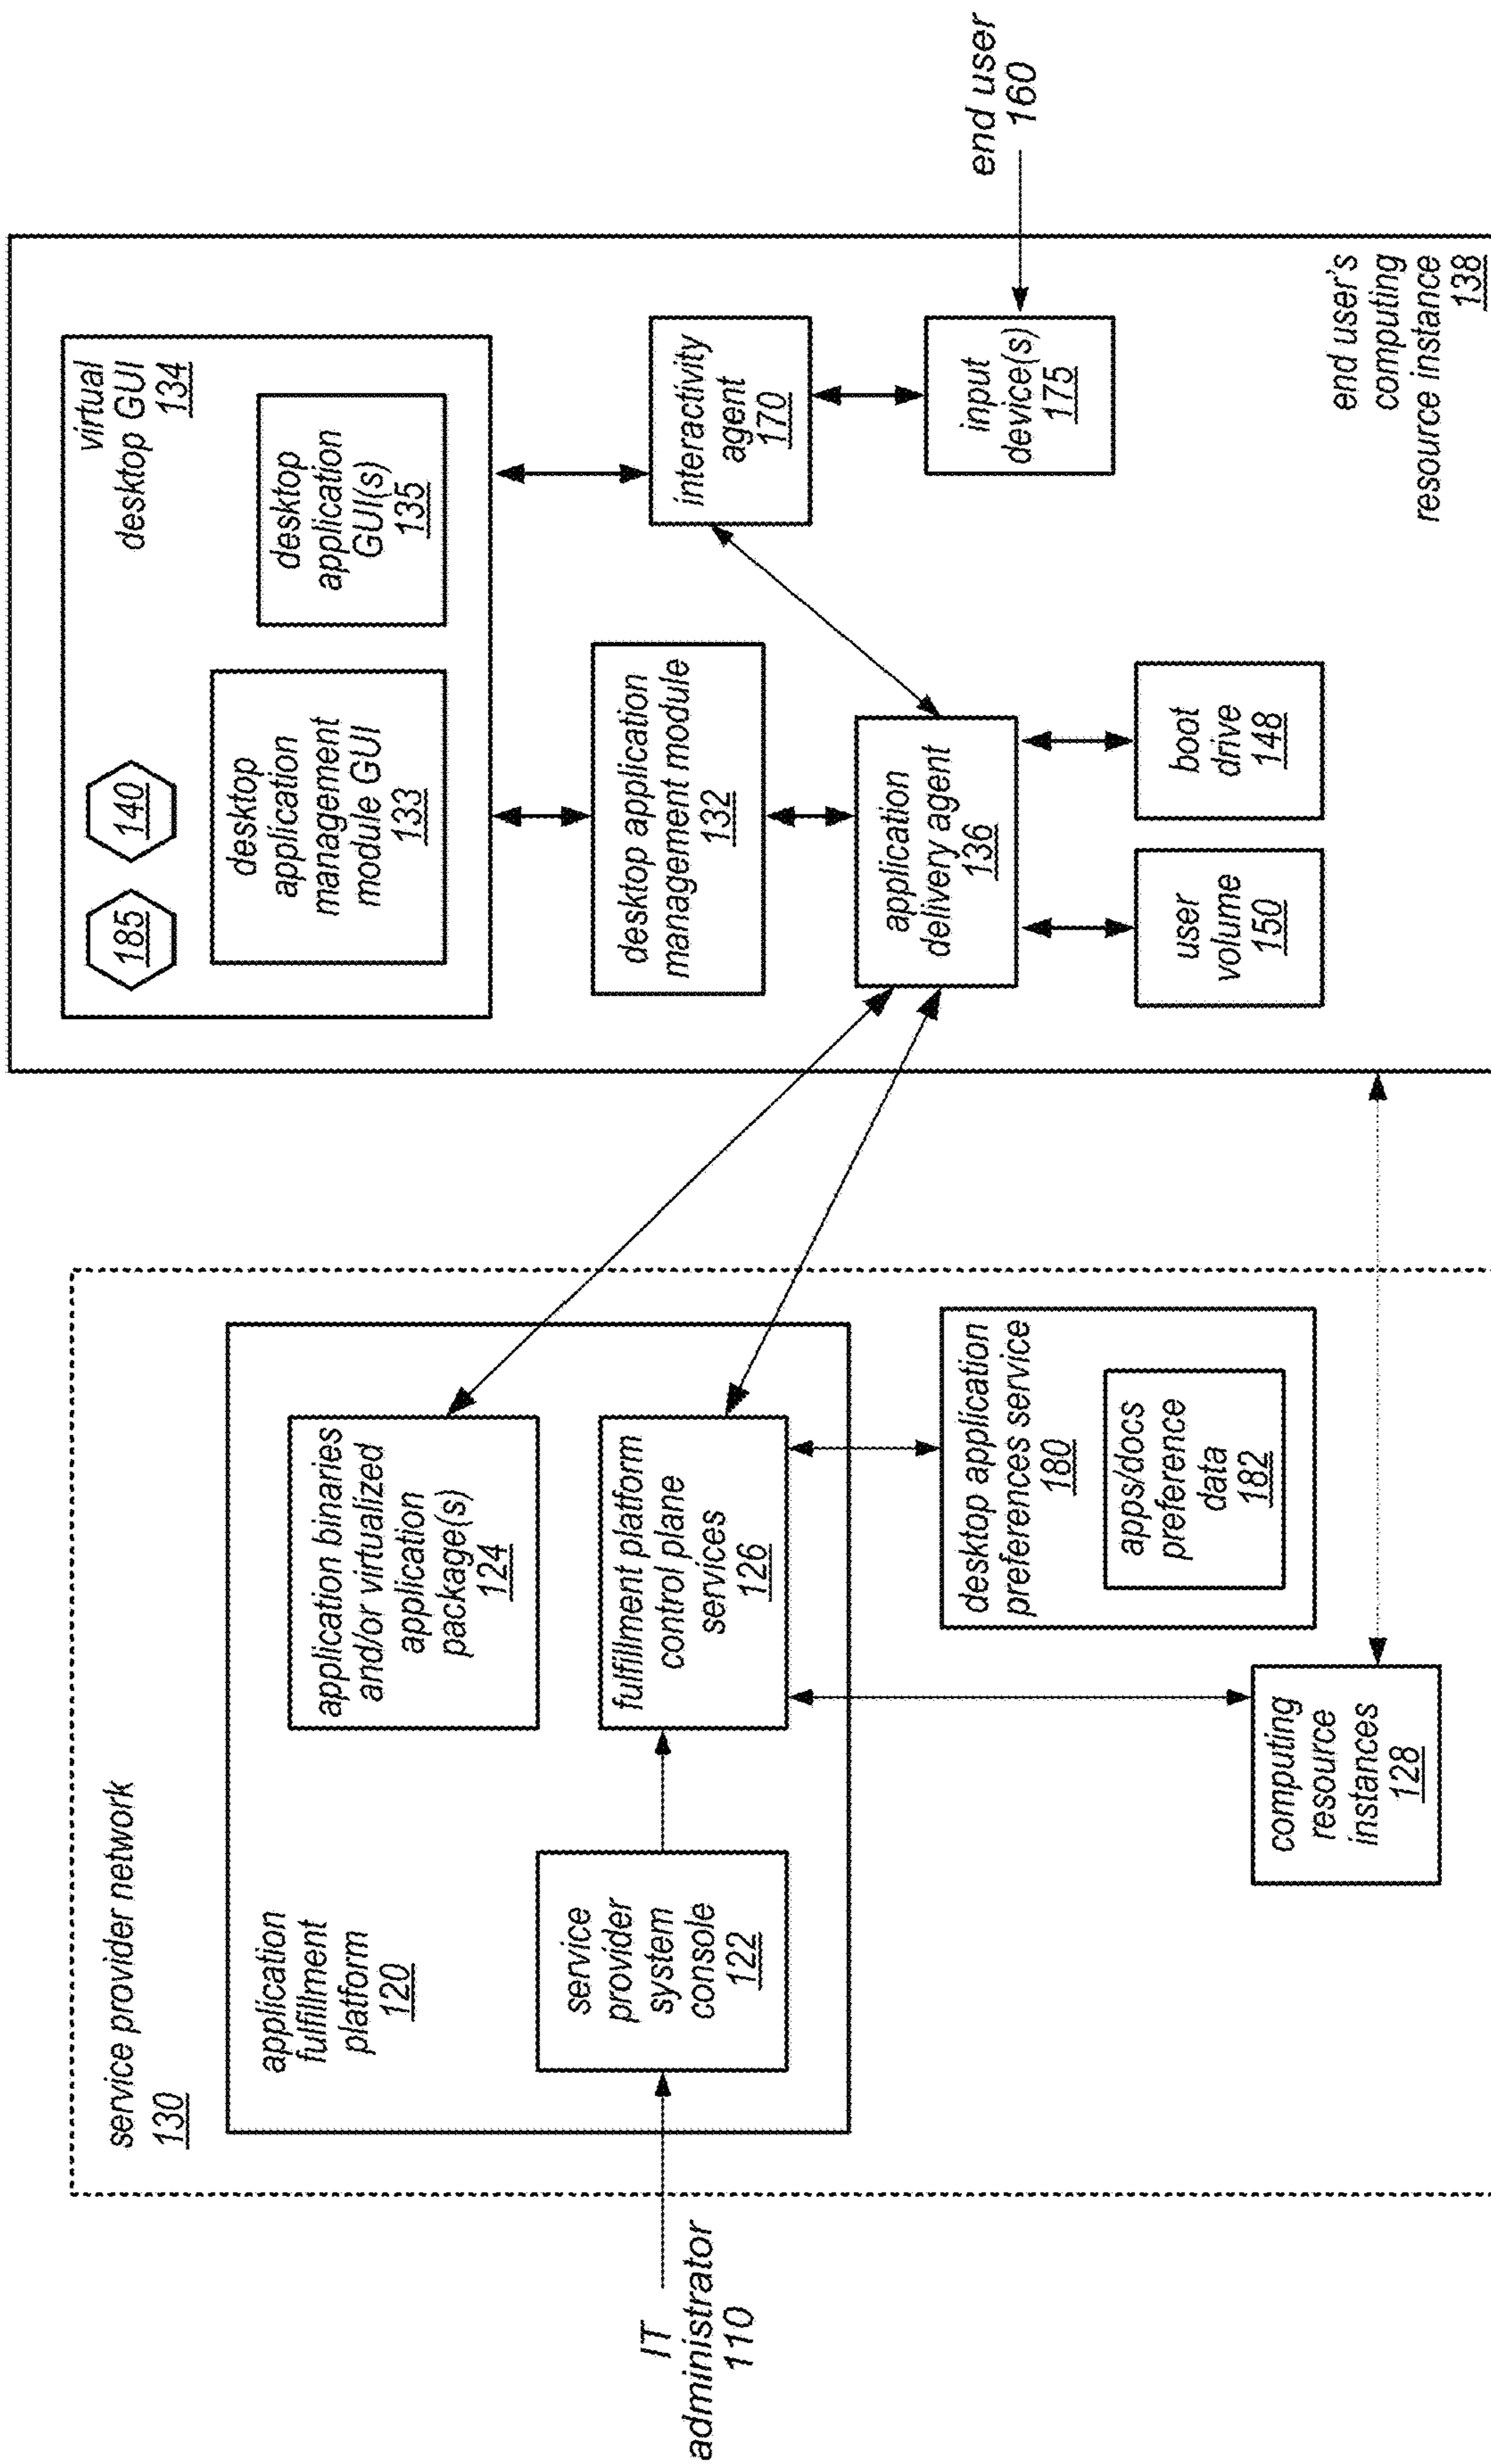 service provider network
130
application
fulfillment
platform
120
IT
administrator
110
service
provider
system
console
122
application binaries
and/or virtualized
application
package(s)
124
fulfillment platform
control plane
services
126
desktop application
preferences service
180
apps/docs
preference
data
182
computing
resource
instances
128
virtual
desktop GUI
134
185
140
desktop
application
management
module GUI
133
desktop
application
GUI(s)
135
desktop application
management module
132
interactivity
agent
170
application
delivery agent
136
input
device(s)
175
user
volume
150
boot
drive
148
end user's
computing
resource instance
138
end user
160